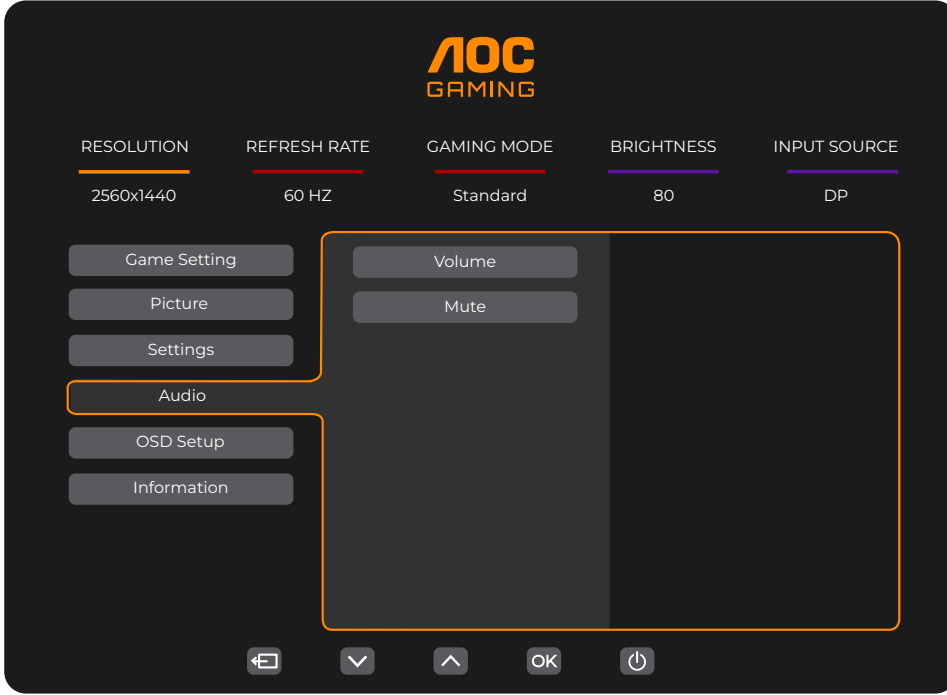 AOC
GAMING
RESOLUTION REFRESH RATE GAMING MODE BRIGHTNESS INPUT SOURCE
2560x1440 60 HZ Standard 80 DP
Game Setting Volume
Picture Mute
Settings
Audio
OSD Setup
Information
OK